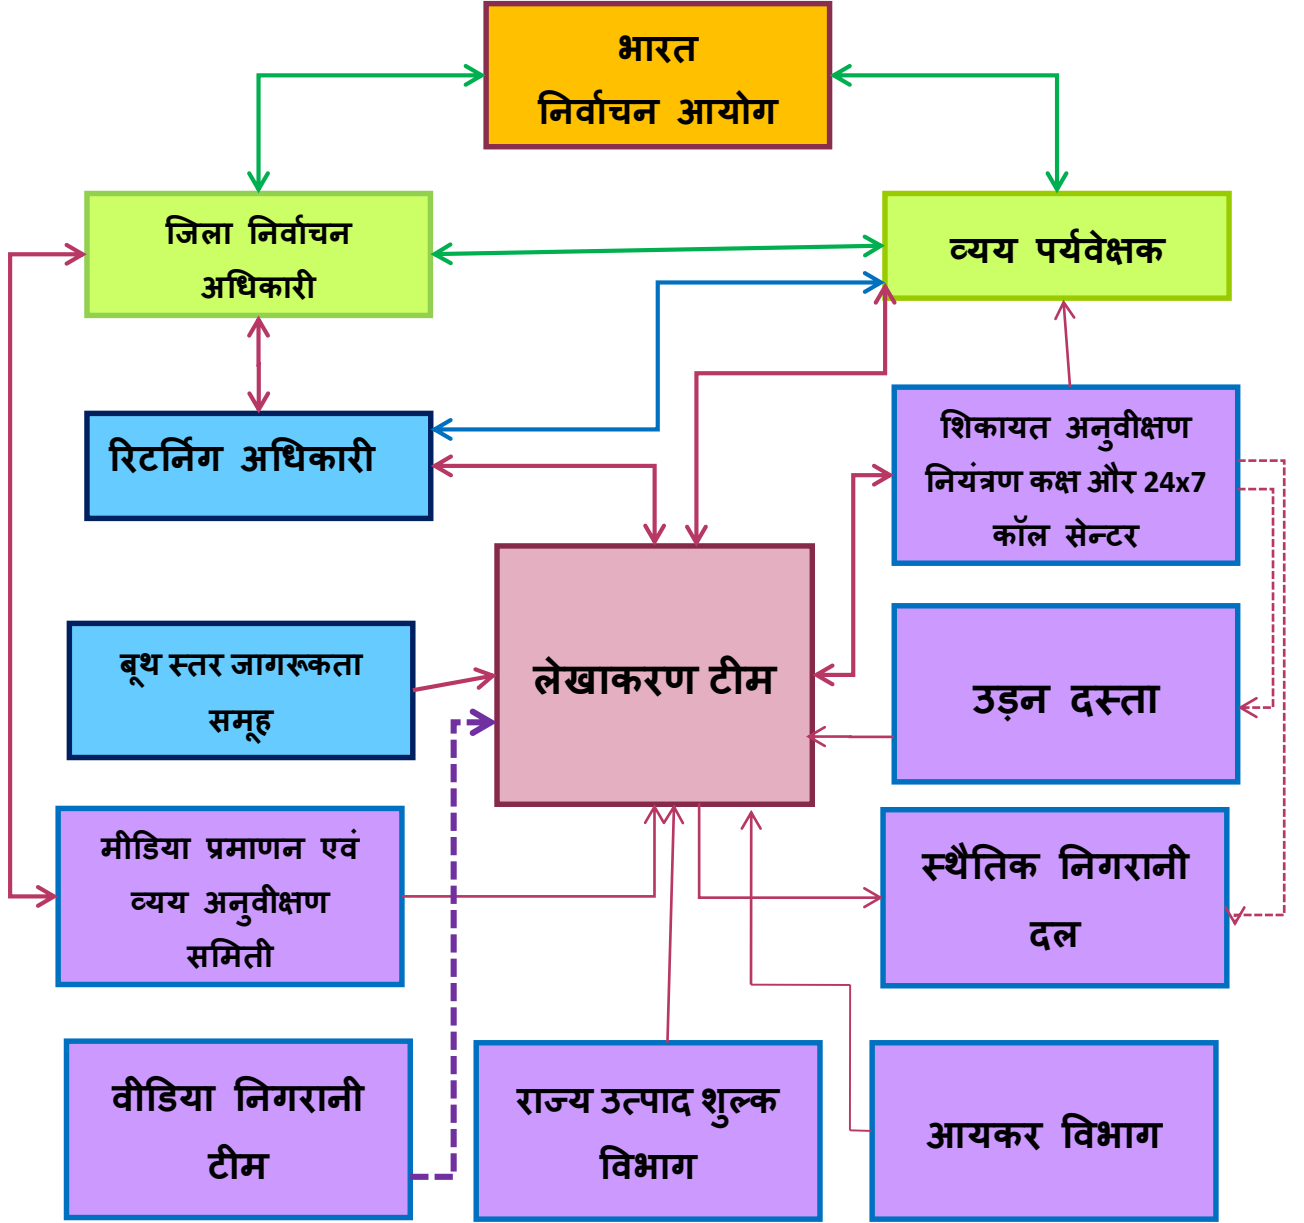 भारत
निर्वाचन आयोग
जिला निर्वाचन
अधिकारी
व्यय पर्यवेक्षक
रिटर्निग अधिकारी
शिकायत अनुवीक्षण
नियंत्रण कक्ष और 24x7
कॉल सेन्टर
बूथ स्तर जागरूकता
समूह
लेखाकरण टीम
उड़न दस्ता
मीडिया प्रमाणन एवं
व्यय अनुवीक्षण
समिती
स्थैतिक निगरानी
दल
वीडिया निगरानी
टीम
राज्य उत्पाद शुल्क
विभाग
आयकर विभाग